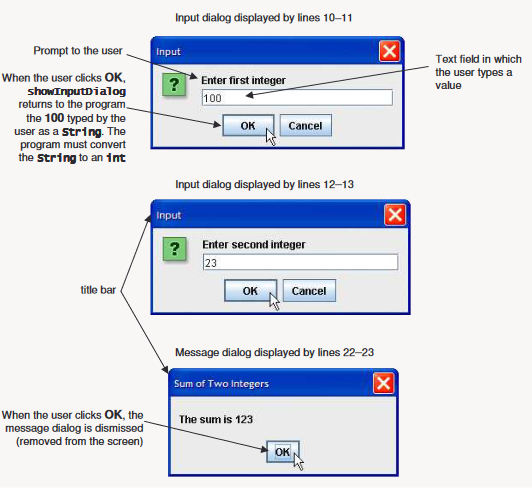 Input dialog displayed by lines 10–11
Prompt to the user
Input
Text field in which
the user types a
value
When the user clicks OK,
showInputDialog
returns to the program
the 100 typed by the
user as a String. The
program must convert
the String to an int
?
Enter first integer
100
OK
Cancel
Input dialog displayed by lines 12–13
Input
?
Enter second integer
23
OK
Cancel
title bar
Message dialog displayed by lines 22–23
Sum of Two Integers
When the user clicks OK, the
message dialog is dismissed
(removed from the screen)
The sum is 123
OK